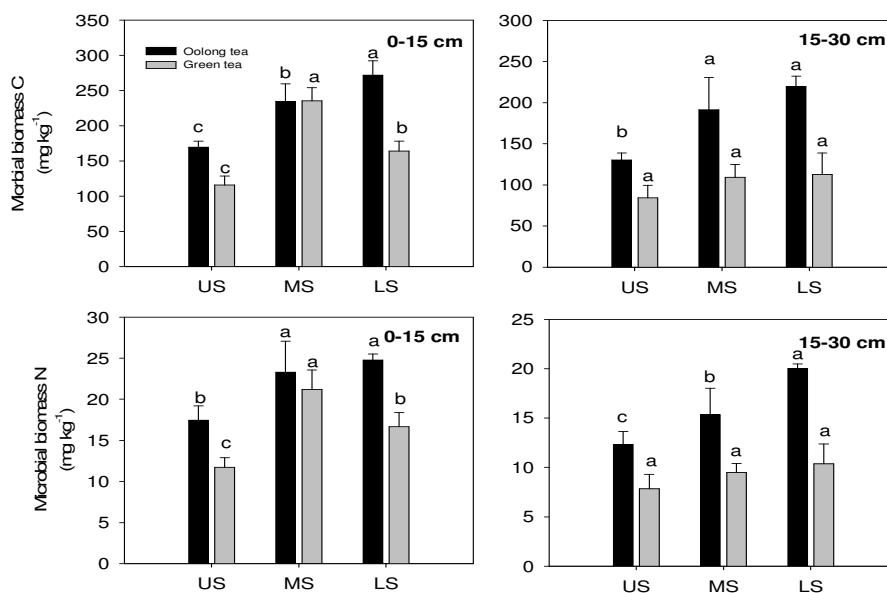 Micrbial biomass C
(mg kg-1)
350
300
250
200
150
100
50
0
Oolong tea
Green tea
0-15 cm
c
c
b
a
a
b
US
MS
LS
300
250
200
150
100
50
0
15-30 cm
b
a
a
a
a
a
US
MS
LS
Microbial biomass N
(mg kg-1)
30
25
20
15
10
5
0
0-15 cm
b
c
a
a
a
b
US
MS
LS
25
20
15
10
5
0
15-30 cm
c
a
b
a
a
a
US
MS
LS